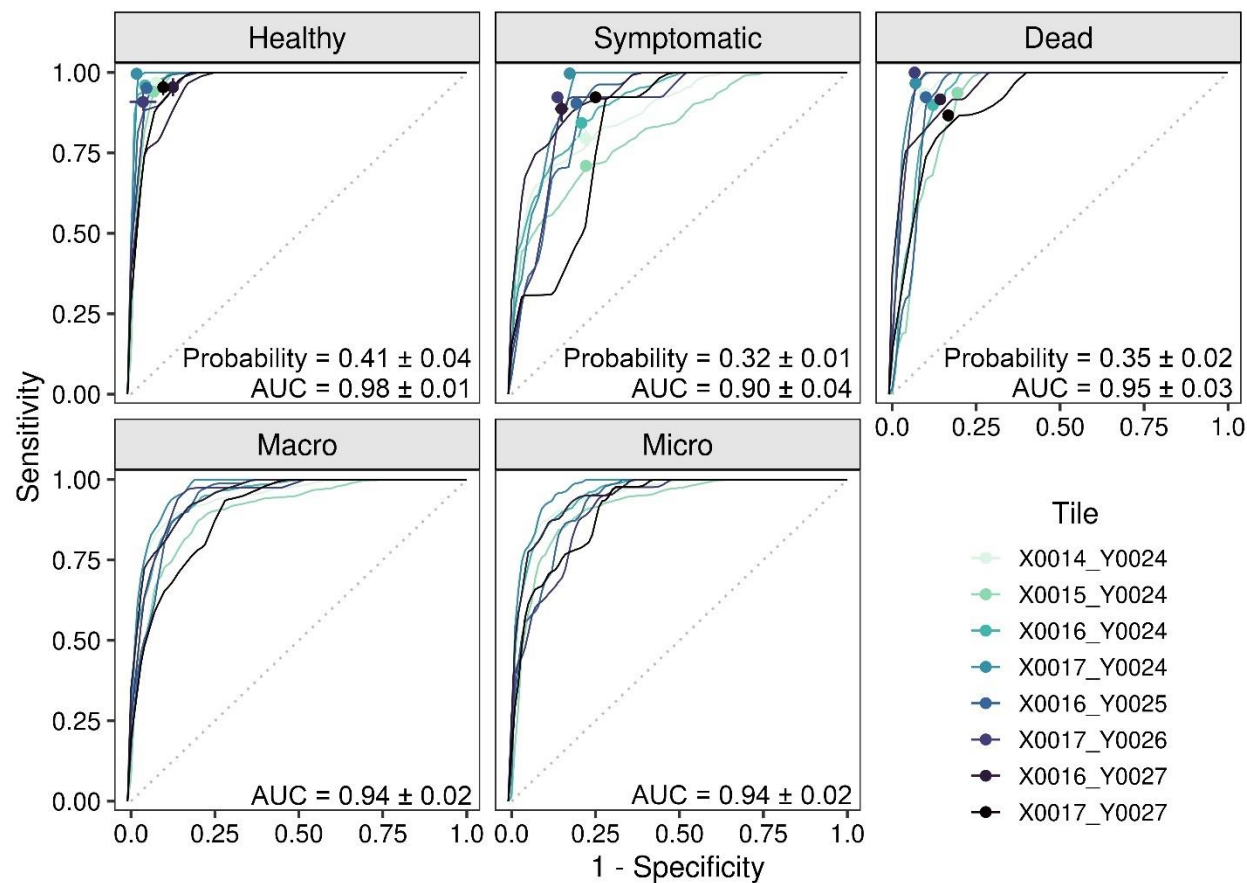 Healthy
Symptomatic
Dead
1.00
0.75
0.50
0.25
0.00
Probability = 0.41 ± 0.04
AUC = 0.98 ± 0.01
Probability = 0.32 ± 0.01
AUC = 0.90 ± 0.04
Probability = 0.35 ± 0.02
AUC = 0.95 ± 0.03
0.0 0.25 0.50 0.75 1.0
Sensitivity
Macro
Micro
1.00
0.75
0.50
0.25
0.00
AUC = 0.94 ± 0.02
AUC = 0.94 ± 0.02
0.0 0.25 0.50 0.75 1.0
0.0 0.25 0.50 0.75 1.0
1 - Specificity
Tile
X0014_Y0024
X0015_Y0024
X0016_Y0024
X0017_Y0024
X0016_Y0025
X0017_Y0026
X0016_Y0027
X0017_Y0027